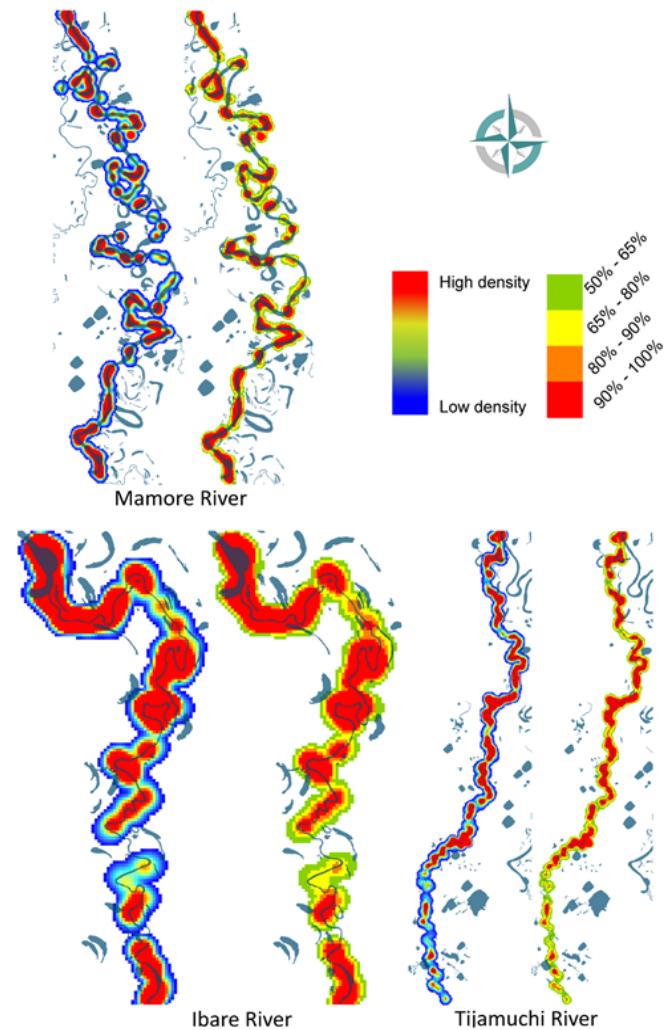 High density
Low density
50% - 65%
65% - 80%
80% - 90%
90% - 100%
Mamore River
Ibare River
Tijamuchi River